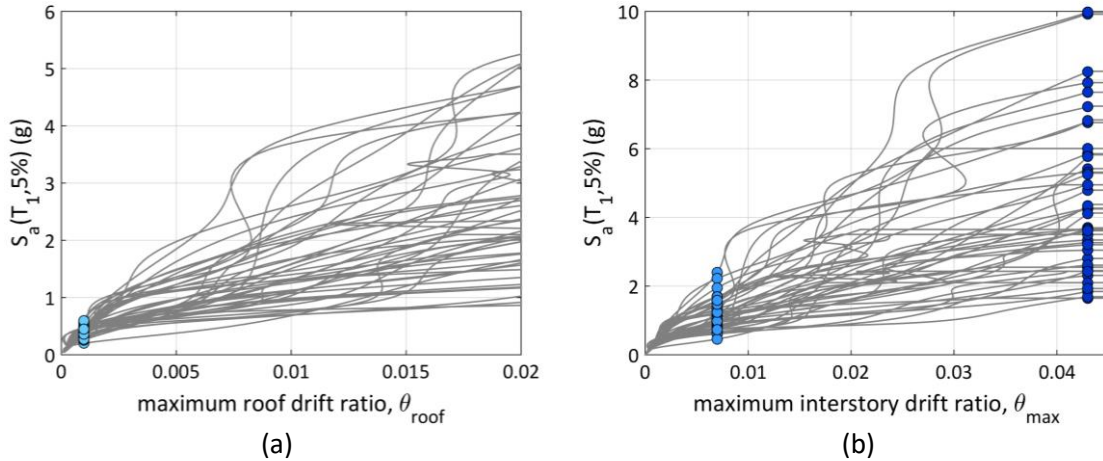 6
5
4
3
2
1
0
S_a(T_1,5%) (g)
0 0.005 0.01 0.015 0.02
maximum roof drift ratio, θ_roof
(a)
10
8
6
4
2
0
S_a(T_1,5%) (g)
0 0.01 0.02 0.03 0.04
maximum interstory drift ratio, θ_max
(b)